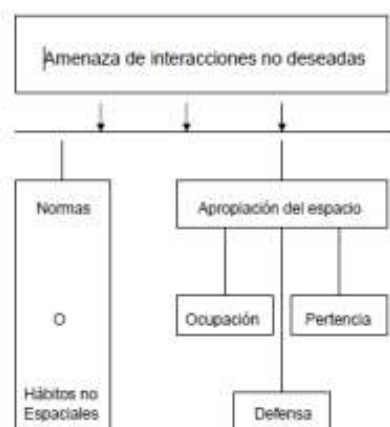 Amenaza de interacciones no deseadas
Normas
Apropiación del espacio
O
Ocupación
Pertencia
Hábitos no
Espaciales
Defensa